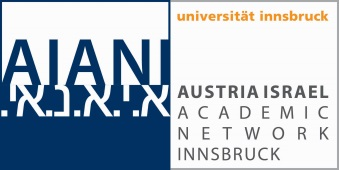 universität innsbruck
AIANI
א.י.א.נ.א.י.
AUSTRIA ISRAEL
ACADEMIC
NETWORK
INNSBRUCK